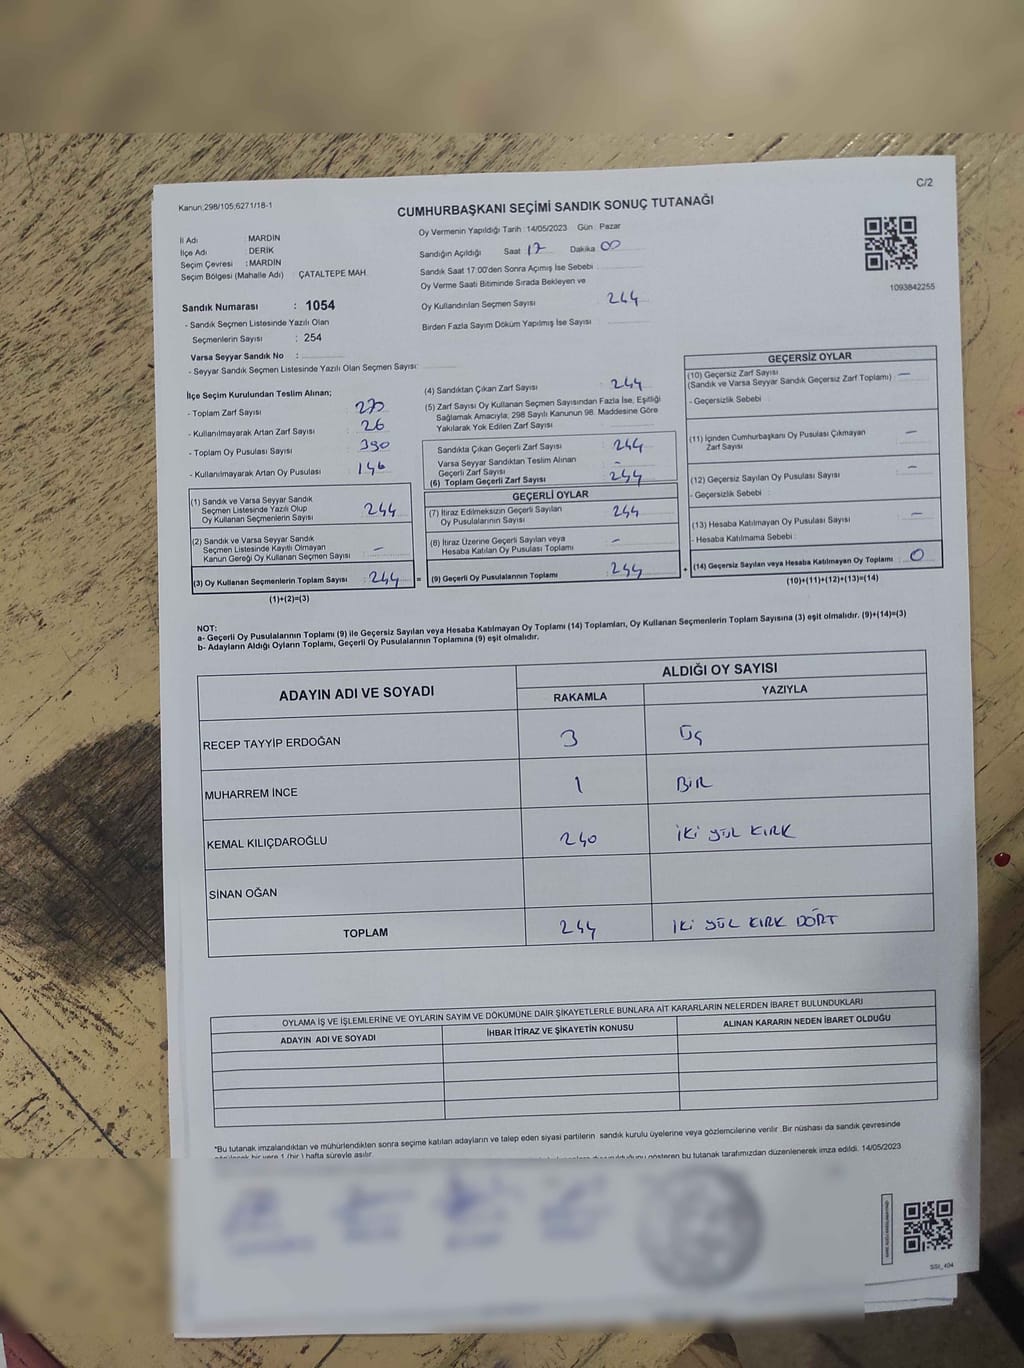 C/2
Kanun:298/105;6271/18-1
CUMHURBAŞKANI SEÇİMİ SANDIK SONUÇ TUTANAĞI
Oy Vermenin Yapıldığı Tarih : 14/05/2023 Gün : Pazar
İl Adı : MARDİN
İlçe Adı : DERİK
Seçim Çevresi : MARDİN
Seçim Bölgesi (Mahalle Adı) : ÇATALTEPE MAH.
Sandığın Açıldığı Saat 17 Dakika 00
Sandık Saat 17:00'den Sonra Açımış İse Sebebi
Oy Verme Saati Bitiminde Sırada Bekleyen ve
Oy Kullandırılan Seçmen Sayısı 244
Birden Fazla Sayım Döküm Yapılmış İse Sayısı
1093842255
Sandık Numarası : 1054
- Sandık Seçmen Listesinde Yazılı Olan
Seçmenlerin Sayısı : 254
Varsa Seyyar Sandık No :
- Seyyar Sandık Seçmen Listesinde Yazılı Olan Seçmen Sayısı:
İlçe Seçim Kurulundan Teslim Alınan;
- Toplam Zarf Sayısı : 270
- Kullanılmayarak Artan Zarf Sayısı : 26
- Toplam Oy Pusulası Sayısı : 390
- Kullanılmayarak Artan Oy Pusulası : 146
(1) Sandık ve Varsa Seyyar Sandık
Seçmen Listesinde Yazılı Olup
Oy Kullanan Seçmenlerin Sayısı : 244
(2) Sandık ve Varsa Seyyar Sandık
Seçmen Listesinde Kayıtlı Olmayan
Kanun Gereği Oy Kullanan Seçmen Sayısı : -
(3) Oy Kullanan Seçmenlerin Toplam Sayısı : 244
(1)+(2)=(3)
(4) Sandıktan Çıkan Zarf Sayısı : 244
(5) Zarf Sayısı Oy Kullanan Seçmen Sayısından Fazla İse, Eşitliği
Sağlamak Amacıyla; 298 Sayılı Kanunun 98. Maddesine Göre
Yakılarak Yok Edilen Zarf Sayısı :
Sandıkta Çıkan Geçerli Zarf Sayısı : 244
Varsa Seyyar Sandıktan Teslim Alınan
Geçerli Zarf Sayısı : -
(6) Toplam Geçerli Zarf Sayısı : 244
GEÇERLİ OYLAR
(7) İtiraz Edilmeksizin Geçerli Sayılan
Oy Pusulalarının Sayısı : 244
(8) İtiraz Üzerine Geçerli Sayılan veya
Hesaba Katılan Oy Pusulası Toplamı : -
= (9) Geçerli Oy Pusulalarının Toplamı : 244
GEÇERSİZ OYLAR
(10) Geçersiz Zarf Sayısı
(Sandık ve Varsa Seyyar Sandık Geçersiz Zarf Toplamı) : -
- Geçersizlik Sebebi :
(11) İçinden Cumhurbaşkanı Oy Pusulası Çıkmayan
Zarf Sayısı : -
(12) Geçersiz Sayılan Oy Pusulası Sayısı : -
- Geçersizlik Sebebi :
(13) Hesaba Katılmayan Oy Pusulası Sayısı : -
- Hesaba Katılmama Sebebi :
+ (14) Geçersiz Sayılan veya Hesaba Katılmayan Oy Toplamı : 0
(10)+(11)+(12)+(13)=(14)
NOT:
a- Geçerli Oy Pusulalarının Toplamı (9) ile Geçersiz Sayılan veya Hesaba Katılmayan Oy Toplamı (14) Toplamları, Oy Kullanan Seçmenlerin Toplam Sayısına (3) eşit olmalıdır. (9)+(14)=(3)
b- Adayların Aldığı Oyların Toplamı, Geçerli Oy Pusulalarının Toplamına (9) eşit olmalıdır.
ADAYIN ADI VE SOYADI ALDIĞI OY SAYISI
RAKAMLA YAZIYLA
RECEP TAYYİP ERDOĞAN 3 Üç
MUHARREM İNCE 1 BİR
KEMAL KILIÇDAROĞLU 240 İKİ YÜZ KIRK
SİNAN OĞAN
TOPLAM 244 İKİ YÜZ KIRK DÖRT
OYLAMA İŞ VE İŞLEMLERİNE VE OYLARIN SAYIM VE DÖKÜMÜNE DAİR ŞİKAYETLERLE BUNLARA AİT KARARLARIN NELERDEN İBARET BULUNDUKLARI
ADAYIN ADI VE SOYADI İHBAR İTİRAZ VE ŞİKAYETİN KONUSU ALINAN KARARIN NEDEN İBARET OLDUĞU
*Bu tutanak imzalandıktan ve mühürlendikten sonra seçime katılan adayların ve talep eden siyasi partilerin sandık kurulu üyelerine veya gözlemcilerine verilir. Bir nüshası da sandık çevresinde
bir yere 1 (bir) hafta süreyle asılır.
gösteren bu tutanak tarafımızdan düzenlenerek imza edildi. 14/05/2023